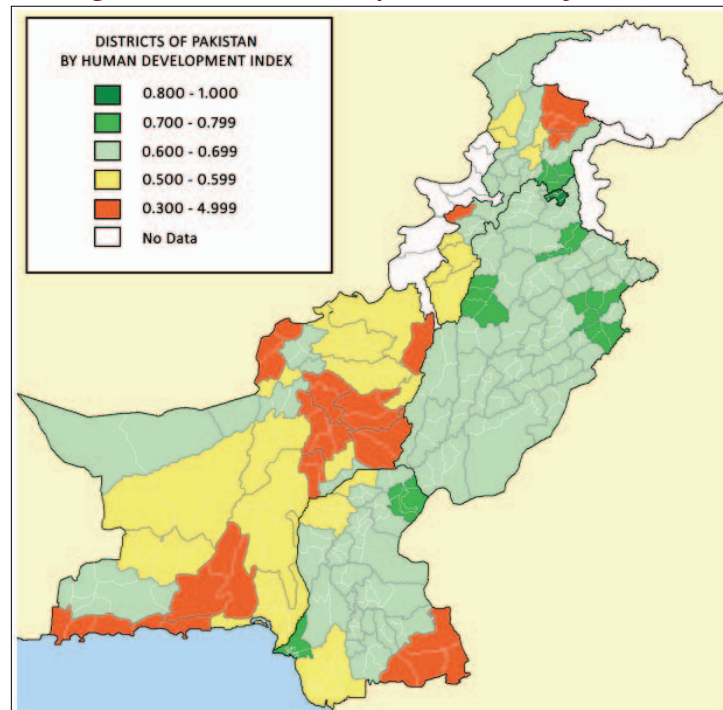 DISTRICTS OF PAKISTAN
BY HUMAN DEVELOPMENT INDEX
0.800 - 1.000
0.700 - 0.799
0.600 - 0.699
0.500 - 0.599
0.300 - 4.999
No Data